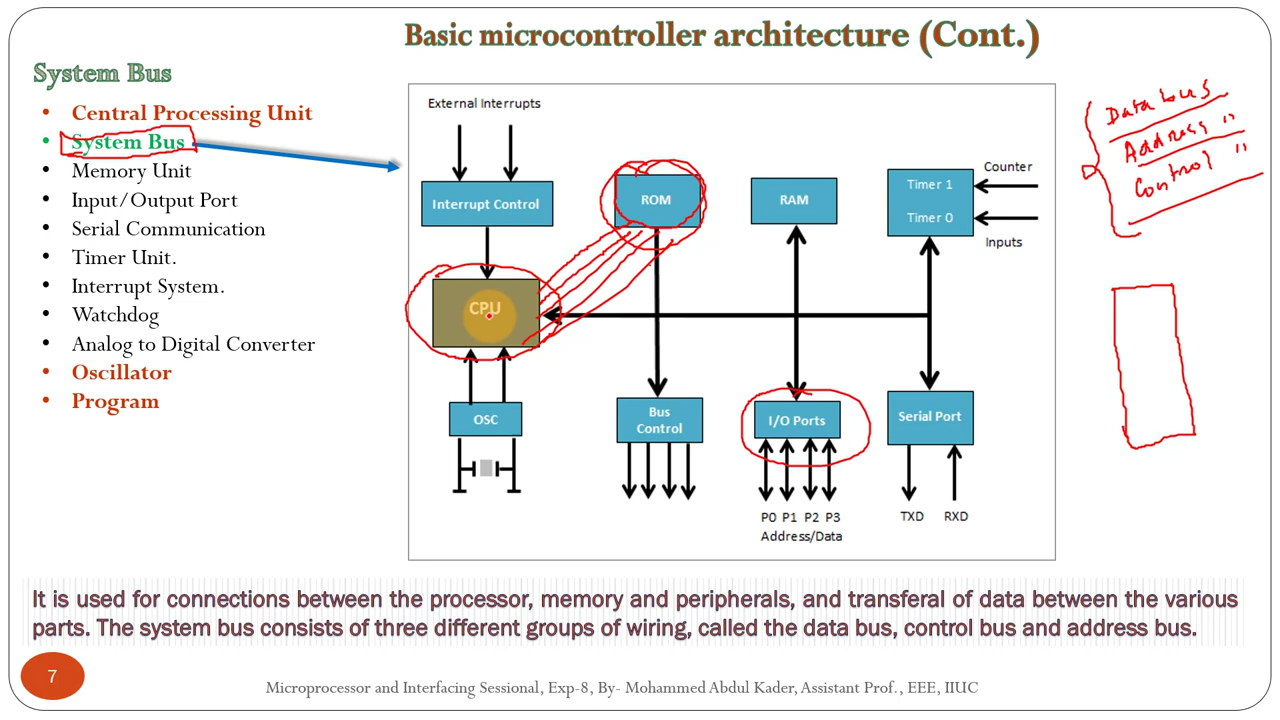 Basic microcontroller architecture (Cont.)
System Bus
• Central Processing Unit
• System Bus
• Memory Unit
• Input/Output Port
• Serial Communication
• Timer Unit.
• Interrupt System.
• Watchdog
• Analog to Digital Converter
• Oscillator
• Program
External Interrupts
Interrupt Control
ROM
RAM
Timer 1
Timer 0
Counter
Inputs
CPU
OSC
Bus
Control
I/O Ports
Serial Port
P0 P1 P2 P3
Address/Data
TXD RXD
Data bus
Address "
Control "
It is used for connections between the processor, memory and peripherals, and transferal of data between the various
parts. The system bus consists of three different groups of wiring, called the data bus, control bus and address bus.
7
Microprocessor and Interfacing Sessional, Exp-8, By- Mohammed Abdul Kader, Assistant Prof., EEE, IIUC